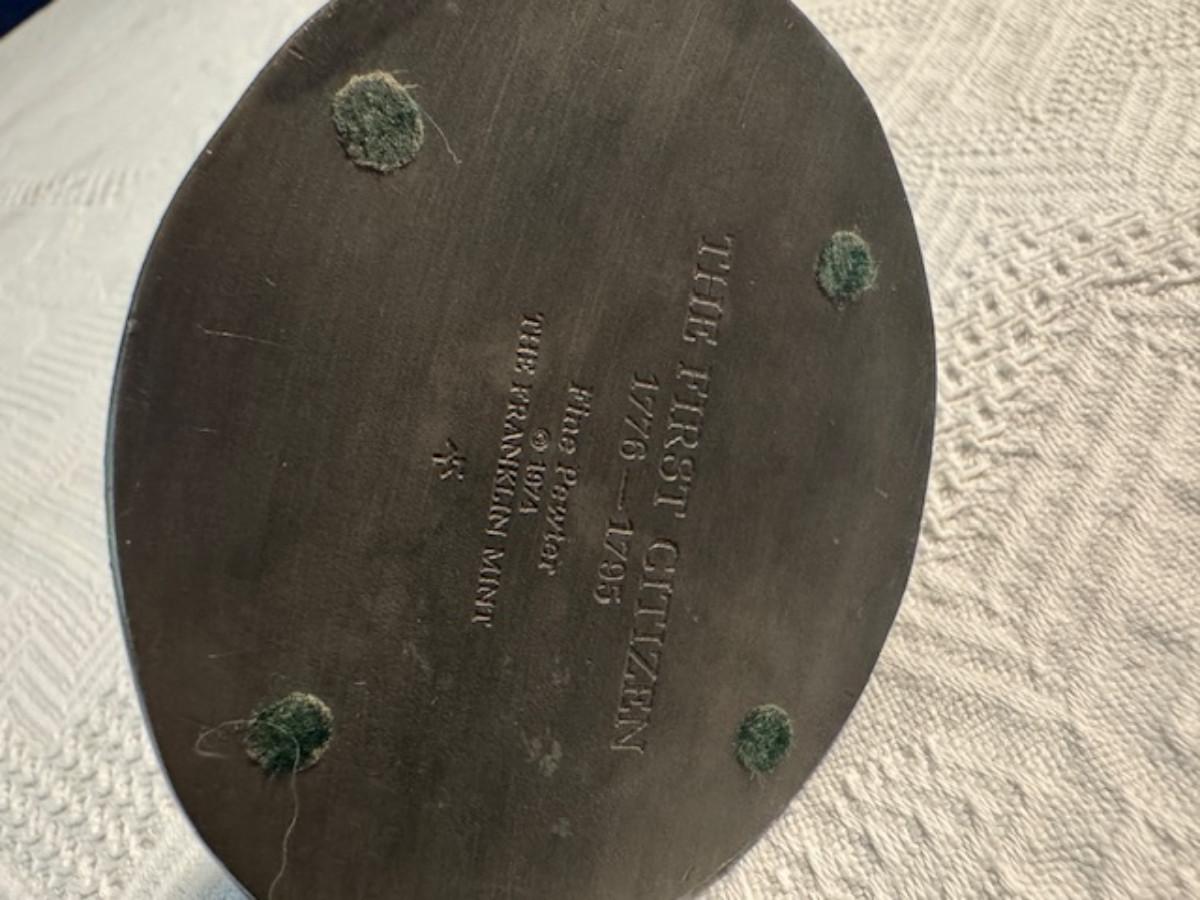 THE FIRST CITIZEN
1776—1795
Fine Pewter
© 1974
THE FRANKLIN MINT